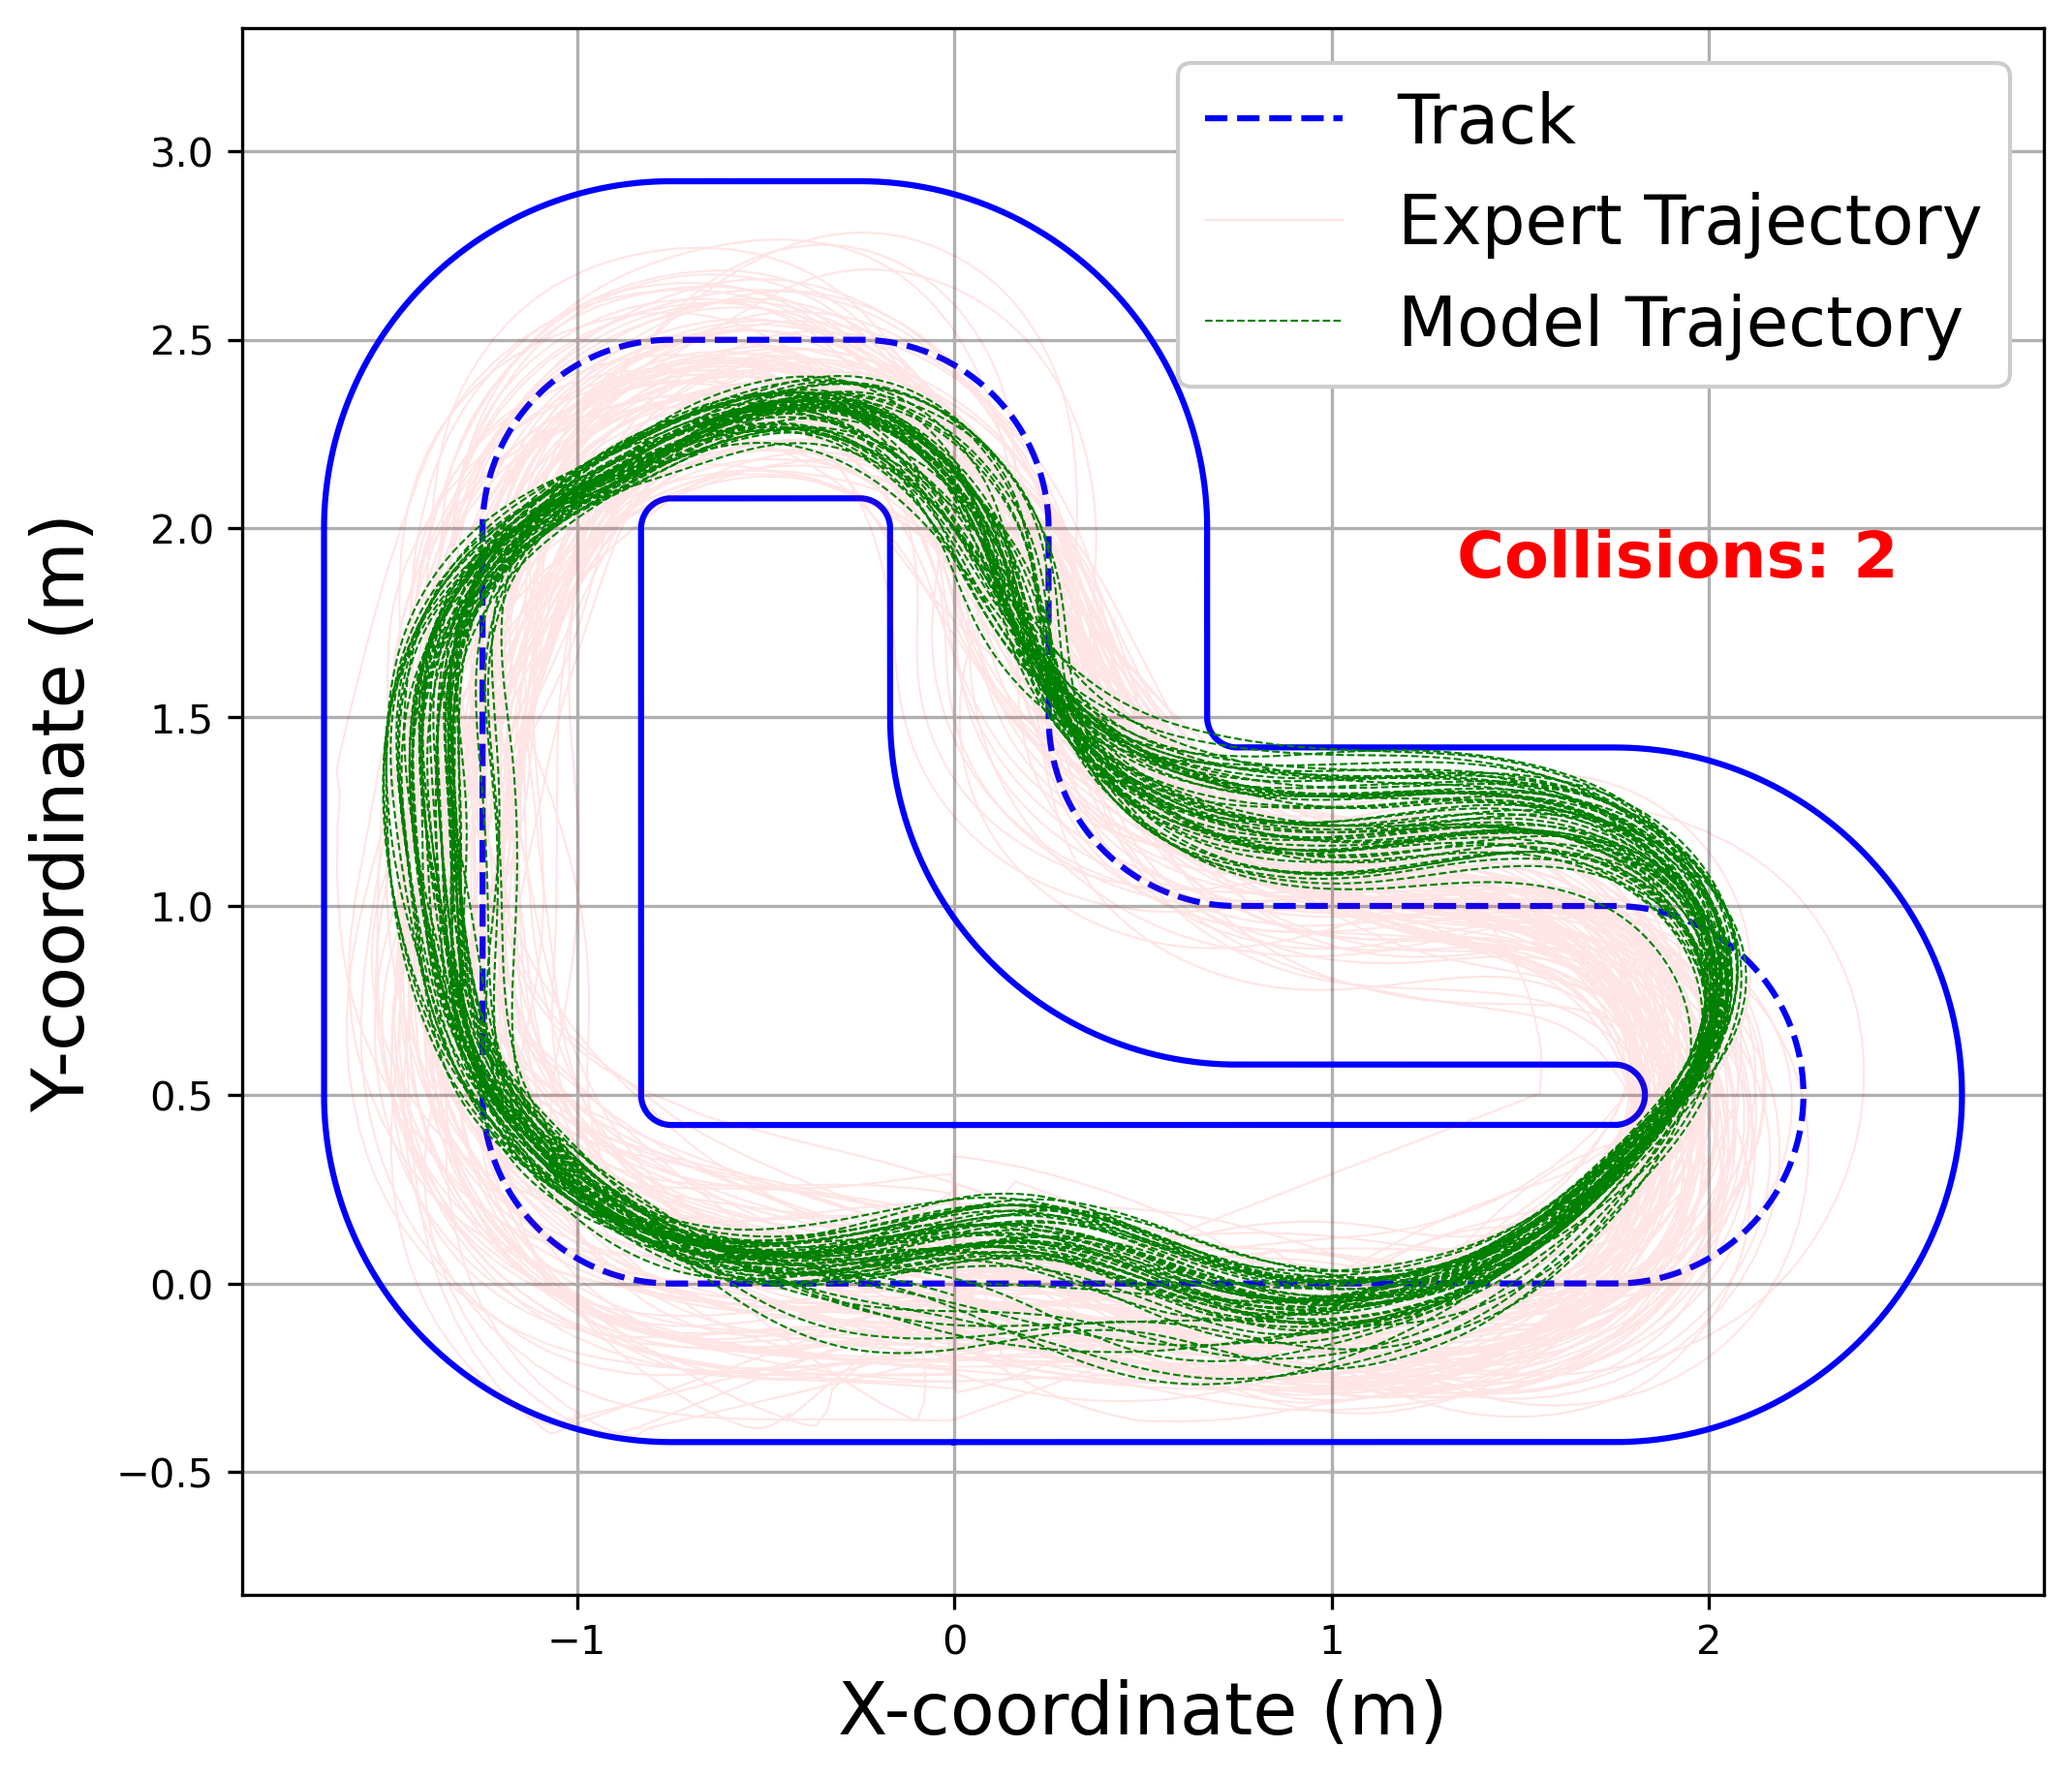 Track
Expert Trajectory
Model Trajectory
Collisions: 2
Y-coordinate (m)
3.0
2.5
2.0
1.5
1.0
0.5
0.0
−0.5
−1
0
1
2
X-coordinate (m)